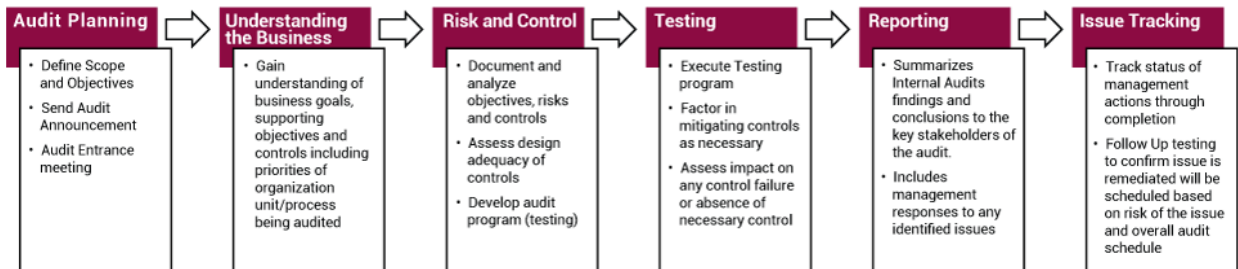 Audit Planning
• Define Scope
and Objectives
• Send Audit
Announcement
• Audit Entrance
meeting
Understanding
the Business
• Gain
understanding of
business goals,
supporting
objectives and
controls including
priorities of
organization
unit/process
being audited
Risk and Control
• Document and
analyze
objectives, risks
and controls
• Assess design
adequacy of
controls
• Develop audit
program (testing)
Testing
• Execute Testing
program
• Factor in
mitigating controls
as necessary
• Assess impact on
any control failure
or absence of
necessary control
Reporting
• Summarizes
Internal Audits
findings and
conclusions to the
key stakeholders of
the audit.
• Includes
management
responses to any
identified issues
Issue Tracking
• Track status of
management
actions through
completion
• Follow Up testing
to confirm issue is
remediated will be
scheduled based
on risk of the issue
and overall audit
schedule